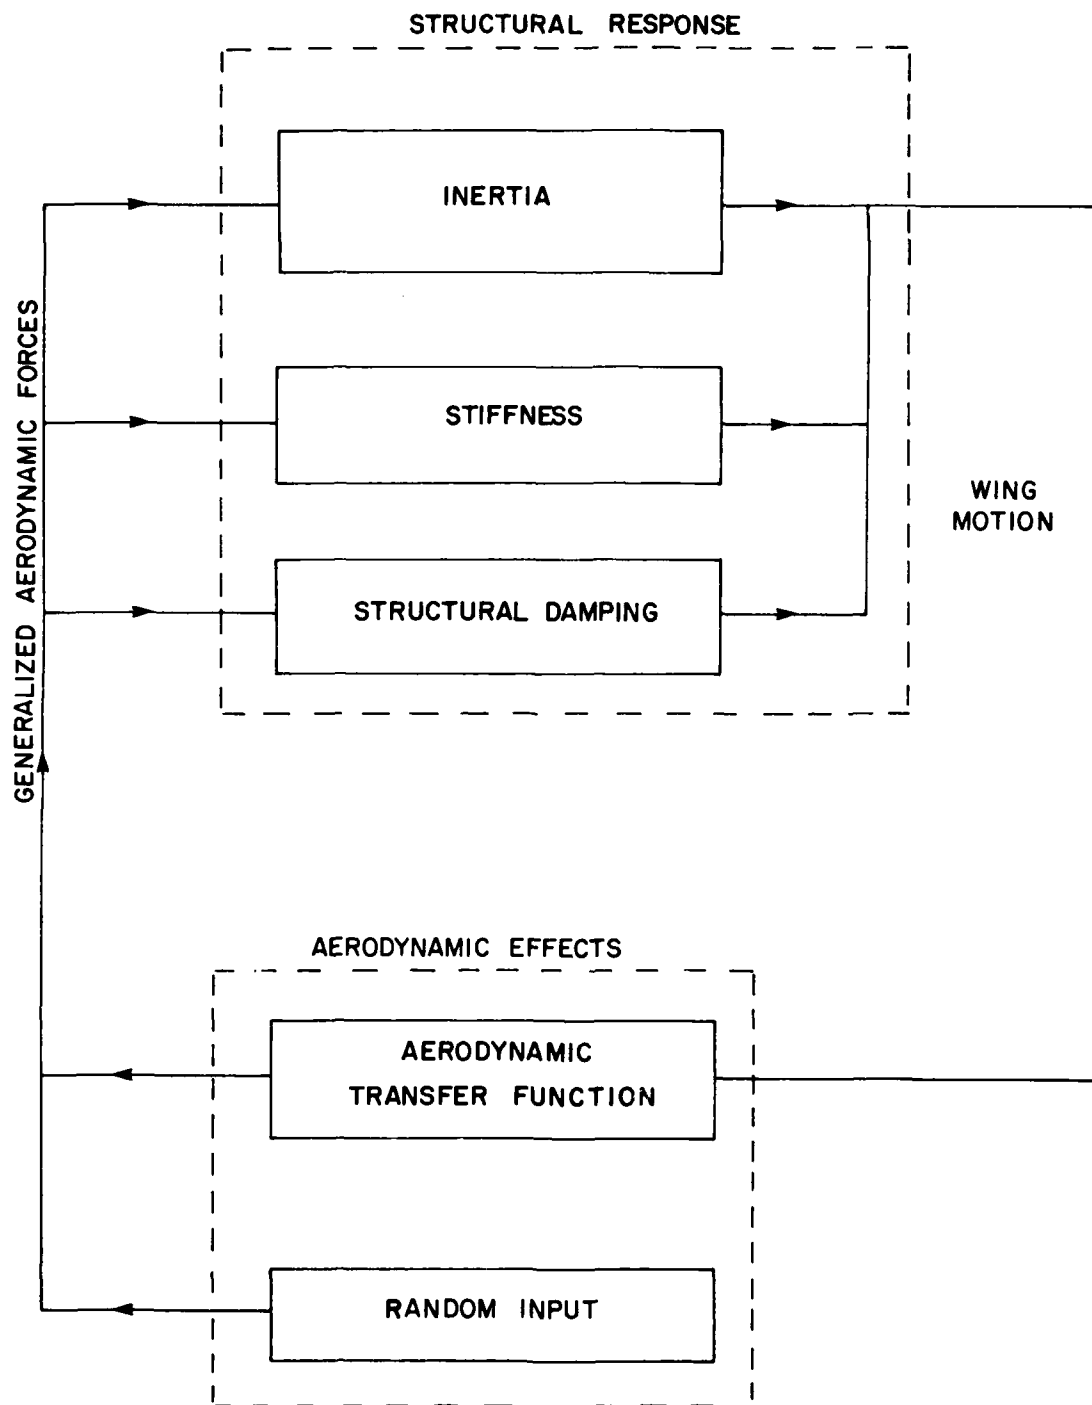 STRUCTURAL RESPONSE
INERTIA
GENERALIZED AERODYNAMIC FORCES
STIFFNESS
WING
MOTION
STRUCTURAL DAMPING
AERODYNAMIC EFFECTS
AERODYNAMIC
TRANSFER FUNCTION
RANDOM INPUT